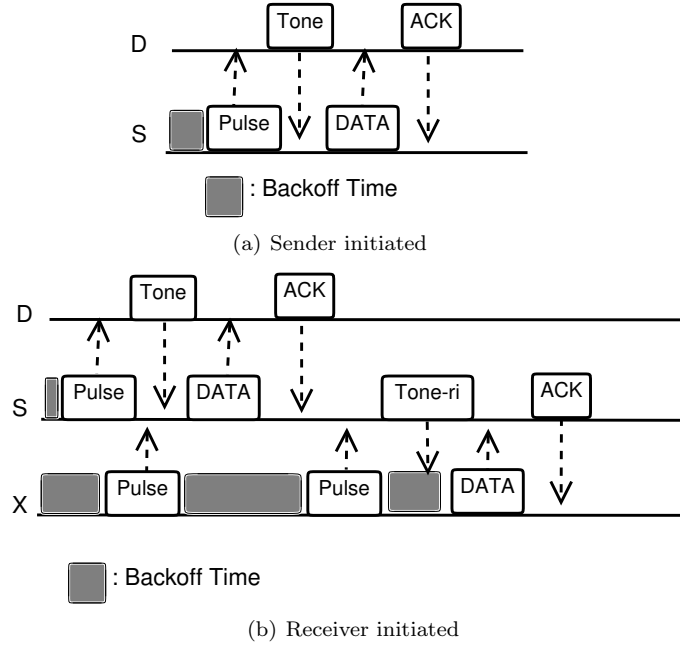 Tone ACK
D
Pulse DATA
S
: Backoff Time
(a) Sender initiated
Tone ACK
D
Pulse DATA Tone-ri ACK
S
Pulse Pulse DATA
X
: Backoff Time
(b) Receiver initiated